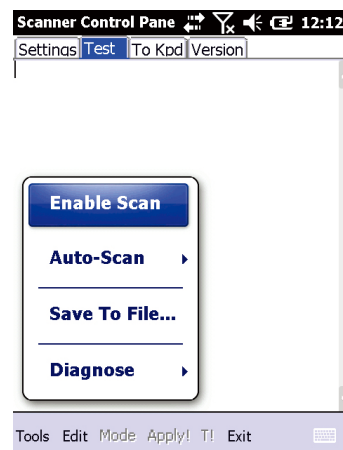 Scanner Control Pane 12:12
Settings Test To Kpd Version
Enable Scan
Auto-Scan
Save To File...
Diagnose
Tools Edit Mode Apply! T! Exit